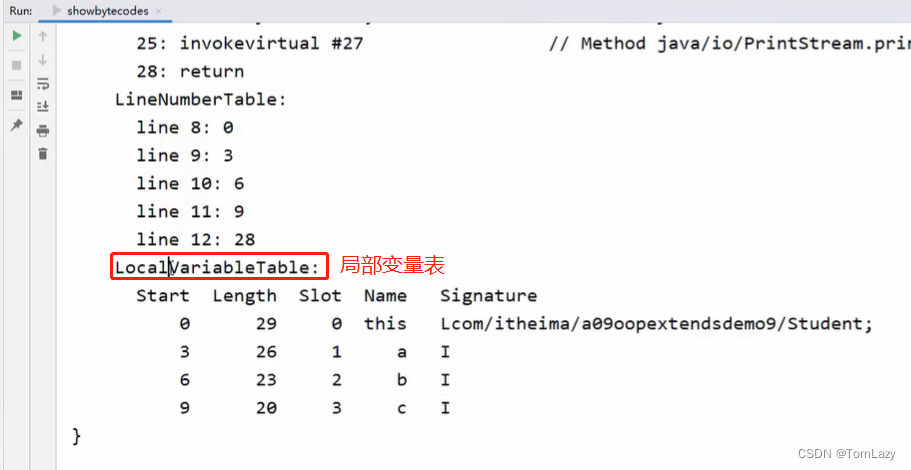 Run: showbytecodes ×
25: invokevirtual #27 // Method java/io/PrintStream.prin
28: return
LineNumberTable:
line 8: 0
line 9: 3
line 10: 6
line 11: 9
line 12: 28
LocalVariableTable: 局部变量表
Start Length Slot Name Signature
0 29 0 this Lcom/itheima/a09oopextendsdemo9/Student;
3 26 1 a I
6 23 2 b I
9 20 3 c I
}
CSDN @TomLazy